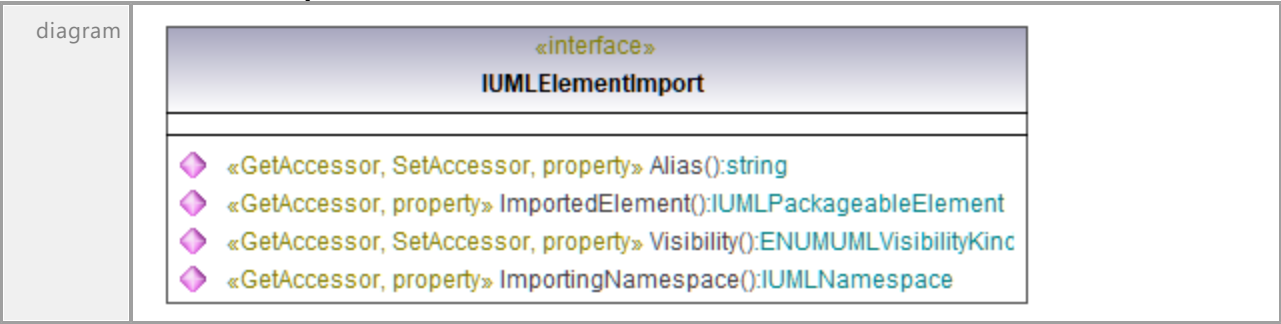 diagram
«interface»
IUMLElementImport
«GetAccessor, SetAccessor, property» Alias():string
«GetAccessor, property» ImportedElement():IUMLPackageableElement
«GetAccessor, SetAccessor, property» Visibility():ENUMUMLVisibilityKind
«GetAccessor, property» ImportingNamespace():IUMLNamespace